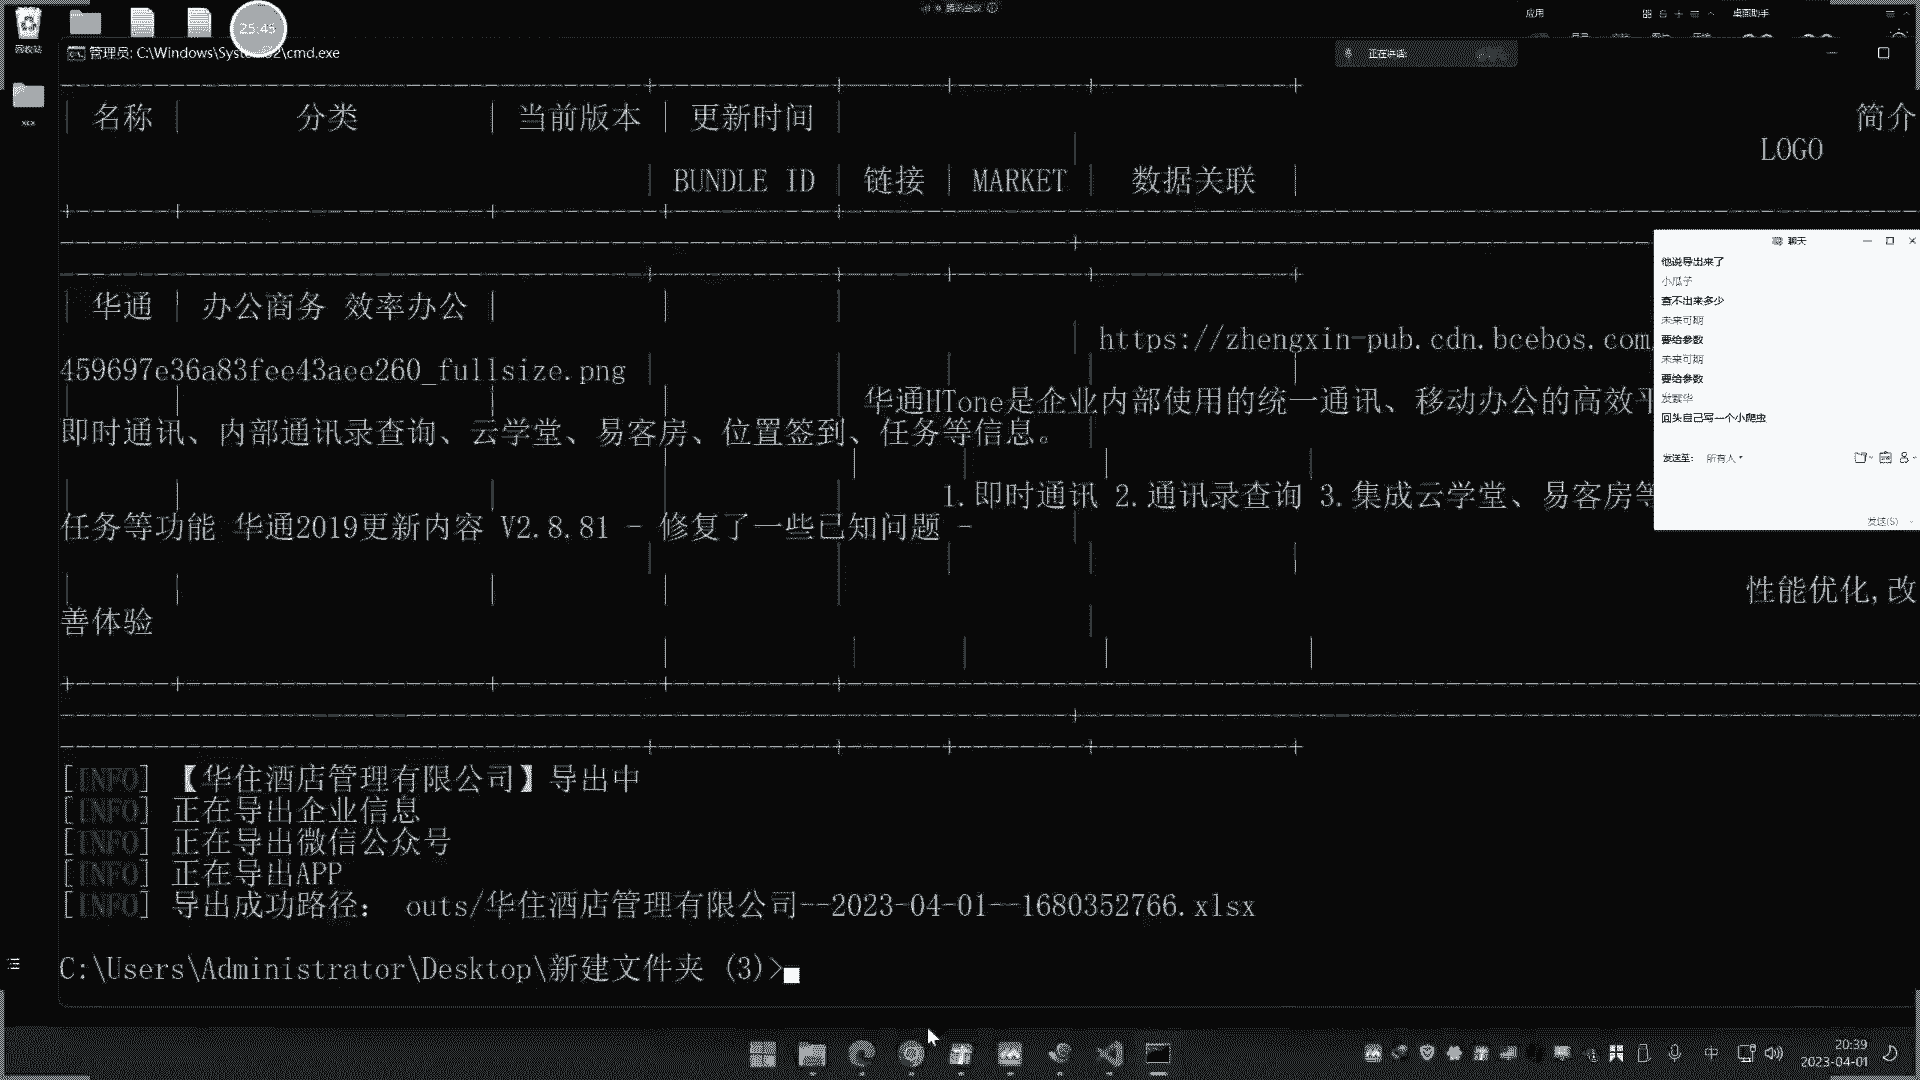 回收站
25:45
腾讯会议
应用
桌面助手
管理员: C:\Windows\System32\cmd.exe
正在讲话:
名称
分类
当前版本
更新时间
简介
LOGO
BUNDLE ID
链接
MARKET
数据关联
华通
办公商务 效率办公
https://zhengxin-pub.cdn.bcebos.com
459697e36a83fee43aee260_fullsize.png
华通HTone是企业内部使用的统一通讯、移动办公的高效平
即时通讯、内部通讯录查询、云学堂、易客房、位置签到、任务等信息。
1.即时通讯 2.通讯录查询 3.集成云学堂、易客房等
任务等功能 华通2019更新内容 V2.8.81 - 修复了一些已知问题 -
性能优化,改
善体验
[INFO] 【华住酒店管理有限公司】导出中
[INFO] 正在导出企业信息
[INFO] 正在导出微信公众号
[INFO] 正在导出APP
[INFO] 导出成功路径： outs/华住酒店管理有限公司--2023-04-01--1680352766.xlsx
C:\Users\Administrator\Desktop\新建文件夹 (3)>
聊天
他说导出来了
小瓜子
查不出来多少
未来可期
要给参数
未来可期
要给参数
回头自己写一个小爬虫
发送至:
所有人
发送(S)
中
20:39
2023-04-01